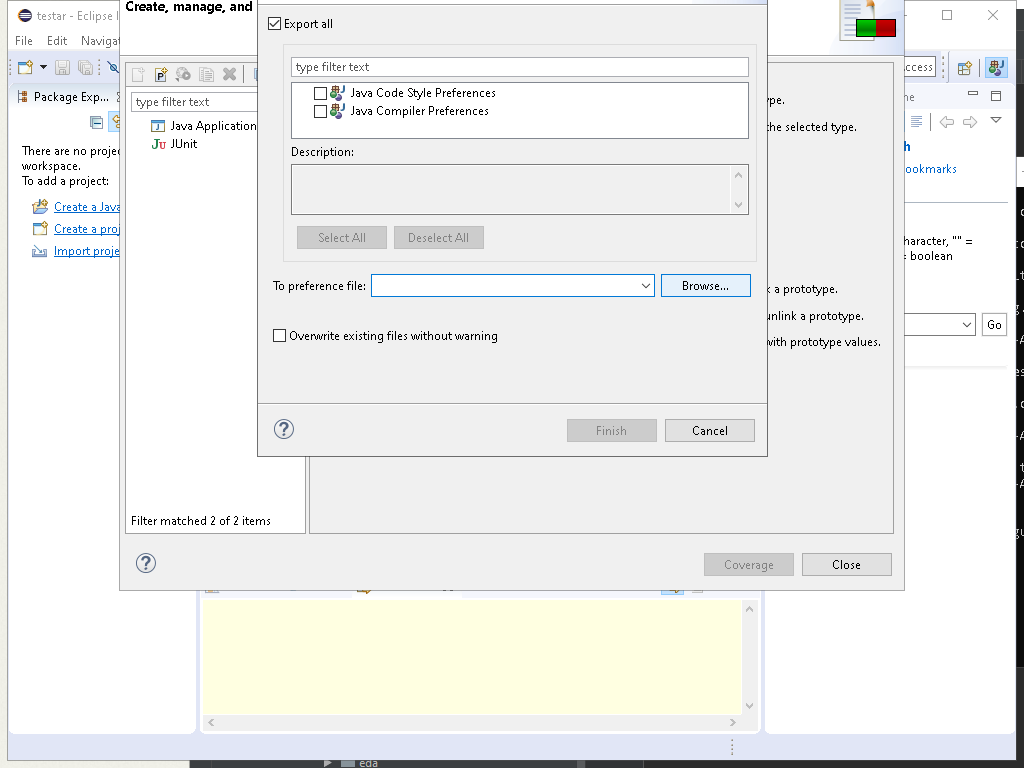 testar - Eclipse I
File Edit Navigat
Package Exp...
There are no projec
workspace.
To add a project:
Create a Java
Create a proj
Import proje
Create, manage, and
type filter text
Java Application
JUnit
Filter matched 2 of 2 items
Export all
type filter text
Java Code Style Preferences
Java Compiler Preferences
Description:
Select All
Deselect All
To preference file:
Browse...
Overwrite existing files without warning
Finish
Cancel
ype.
the selected type.
k a prototype.
unlink a prototype.
with prototype values.
Coverage
Close
ccess
ne
h
ookmarks
haracter, "" =
= boolean
Go
eda